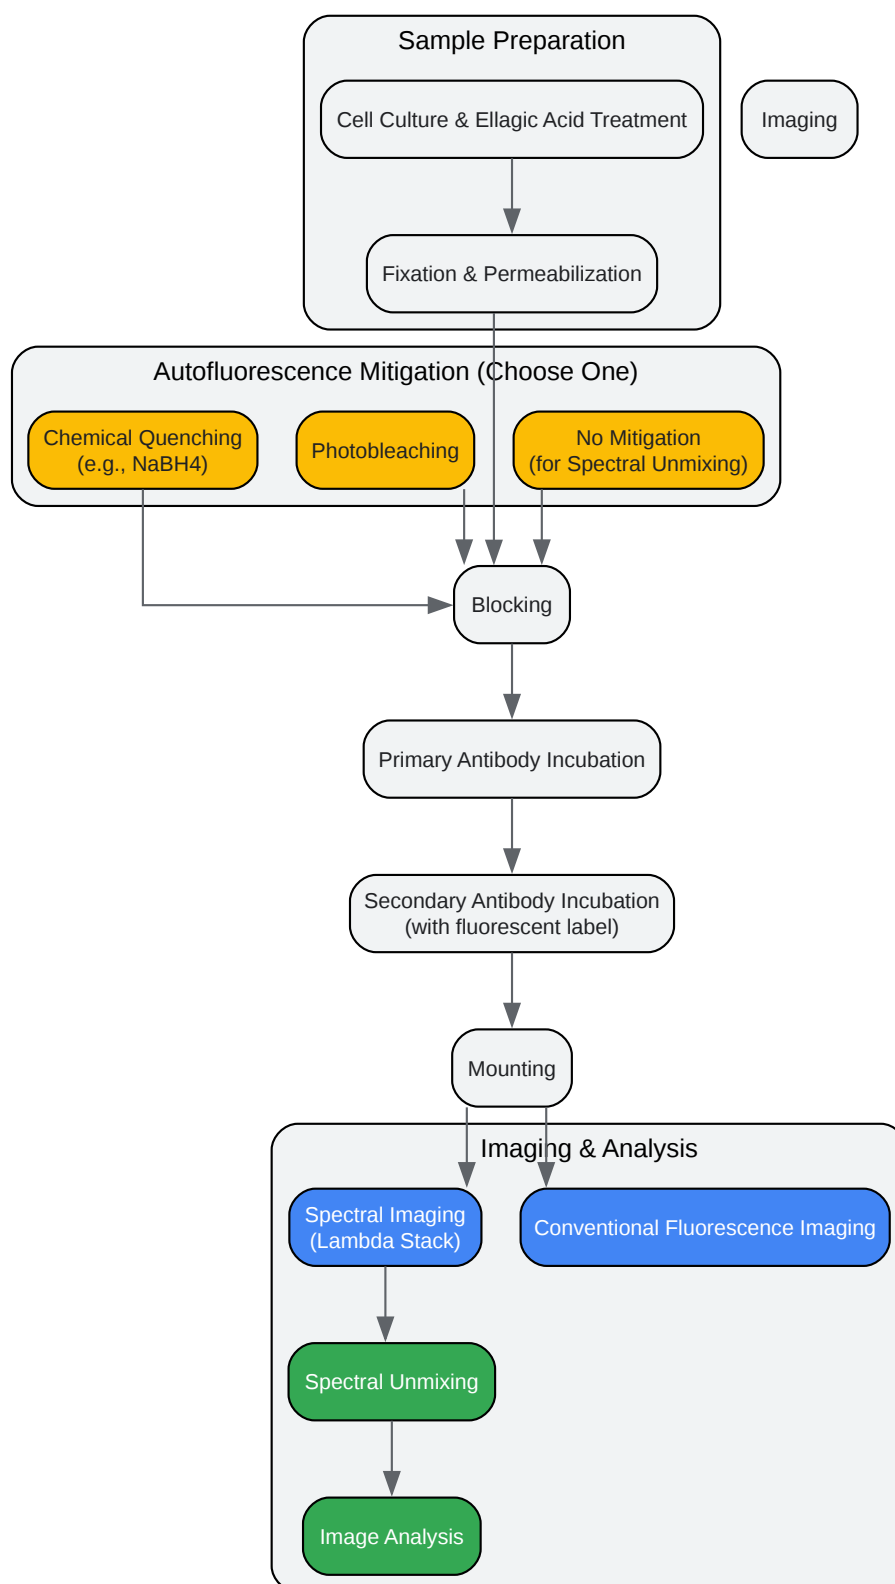 Sample Preparation
Cell Culture & Ellagic Acid Treatment
Imaging
Fixation & Permeabilization
Autofluorescence Mitigation (Choose One)
Chemical Quenching
(e.g., NaBH4)
Photobleaching
No Mitigation
(for Spectral Unmixing)
Blocking
Primary Antibody Incubation
Secondary Antibody Incubation
(with fluorescent label)
Mounting
Imaging & Analysis
Spectral Imaging
(Lambda Stack)
Conventional Fluorescence Imaging
Spectral Unmixing
Image Analysis